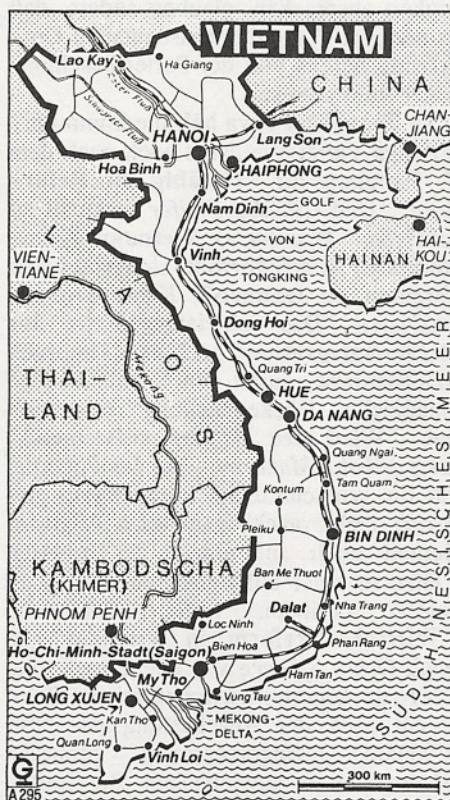 VIETNAM
Lao Kay
Ha Giang
CHINA
Roter Fluß
Schwarzer Fluß
CHAN-
JIANG
HANOI
Lang Son
Hoa Binh
HAIPHONG
Nam Dinh
GOLF
VON
TONGKING
HAINAN
HAI-
KOU
VIEN-
TIANE
Vinh
LAOS
Dong Hoi
Mekong
THAI-
LAND
Quang Tri
HUE
DA NANG
Quang Ngai
Tam Quam
Kontum
Pleiku
BIN DINH
KAMBODSCHA
(KHMER)
Ban Me Thuot
PHNOM PENH
Loc Ninh
Dalat
Nha Trang
Ho-Chi-Minh-Stadt(Saigon)
Bien Hoa
Phan Rang
My Tho
Ham Tan
LONG XUJEN
Vung Tau
Kan Tho
MEKONG-
DELTA
Quan Long
Vinh Loi
SÜDCHINESISCHES MEER
300 km
G
A 295